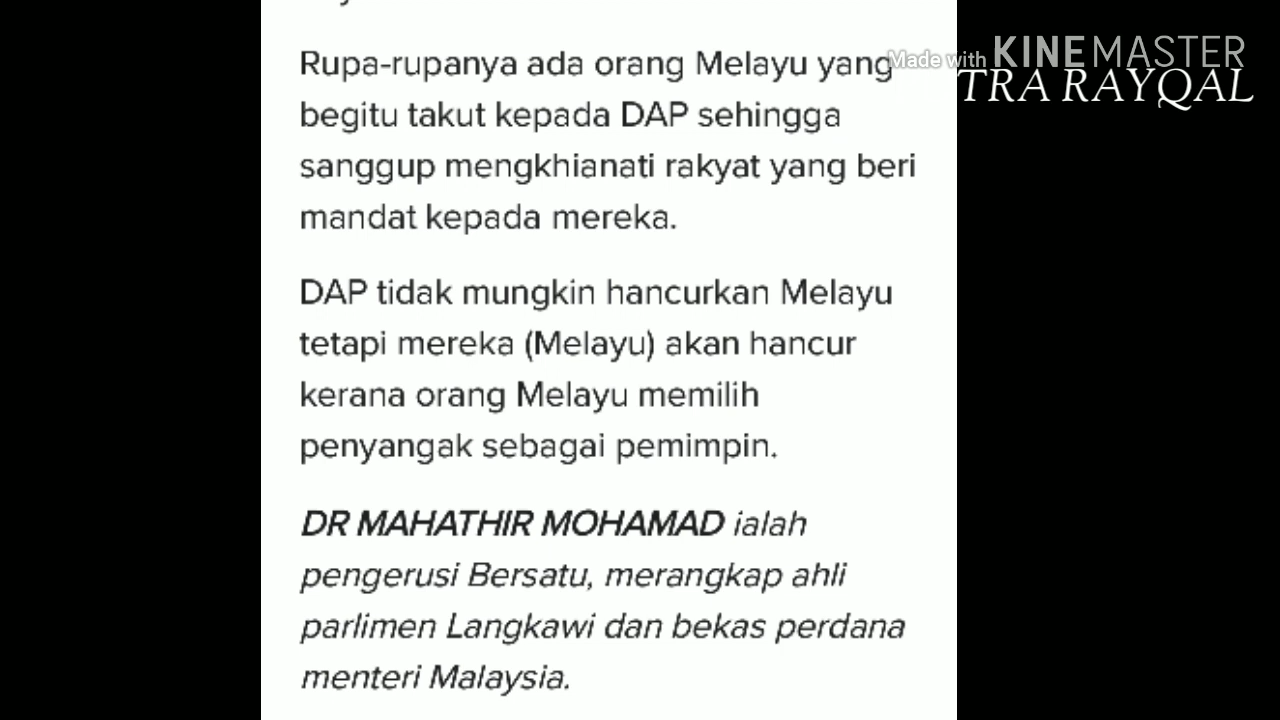 Rupa-rupanya ada orang Melayu yang
begitu takut kepada DAP sehingga
sanggup mengkhianati rakyat yang beri
mandat kepada mereka.
DAP tidak mungkin hancurkan Melayu
tetapi mereka (Melayu) akan hancur
kerana orang Melayu memilih
penyangak sebagai pemimpin.
DR MAHATHIR MOHAMAD ialah
pengerusi Bersatu, merangkap ahli
parlimen Langkawi dan bekas perdana
menteri Malaysia.
Made with KINEMASTER
TRA RAYQAL